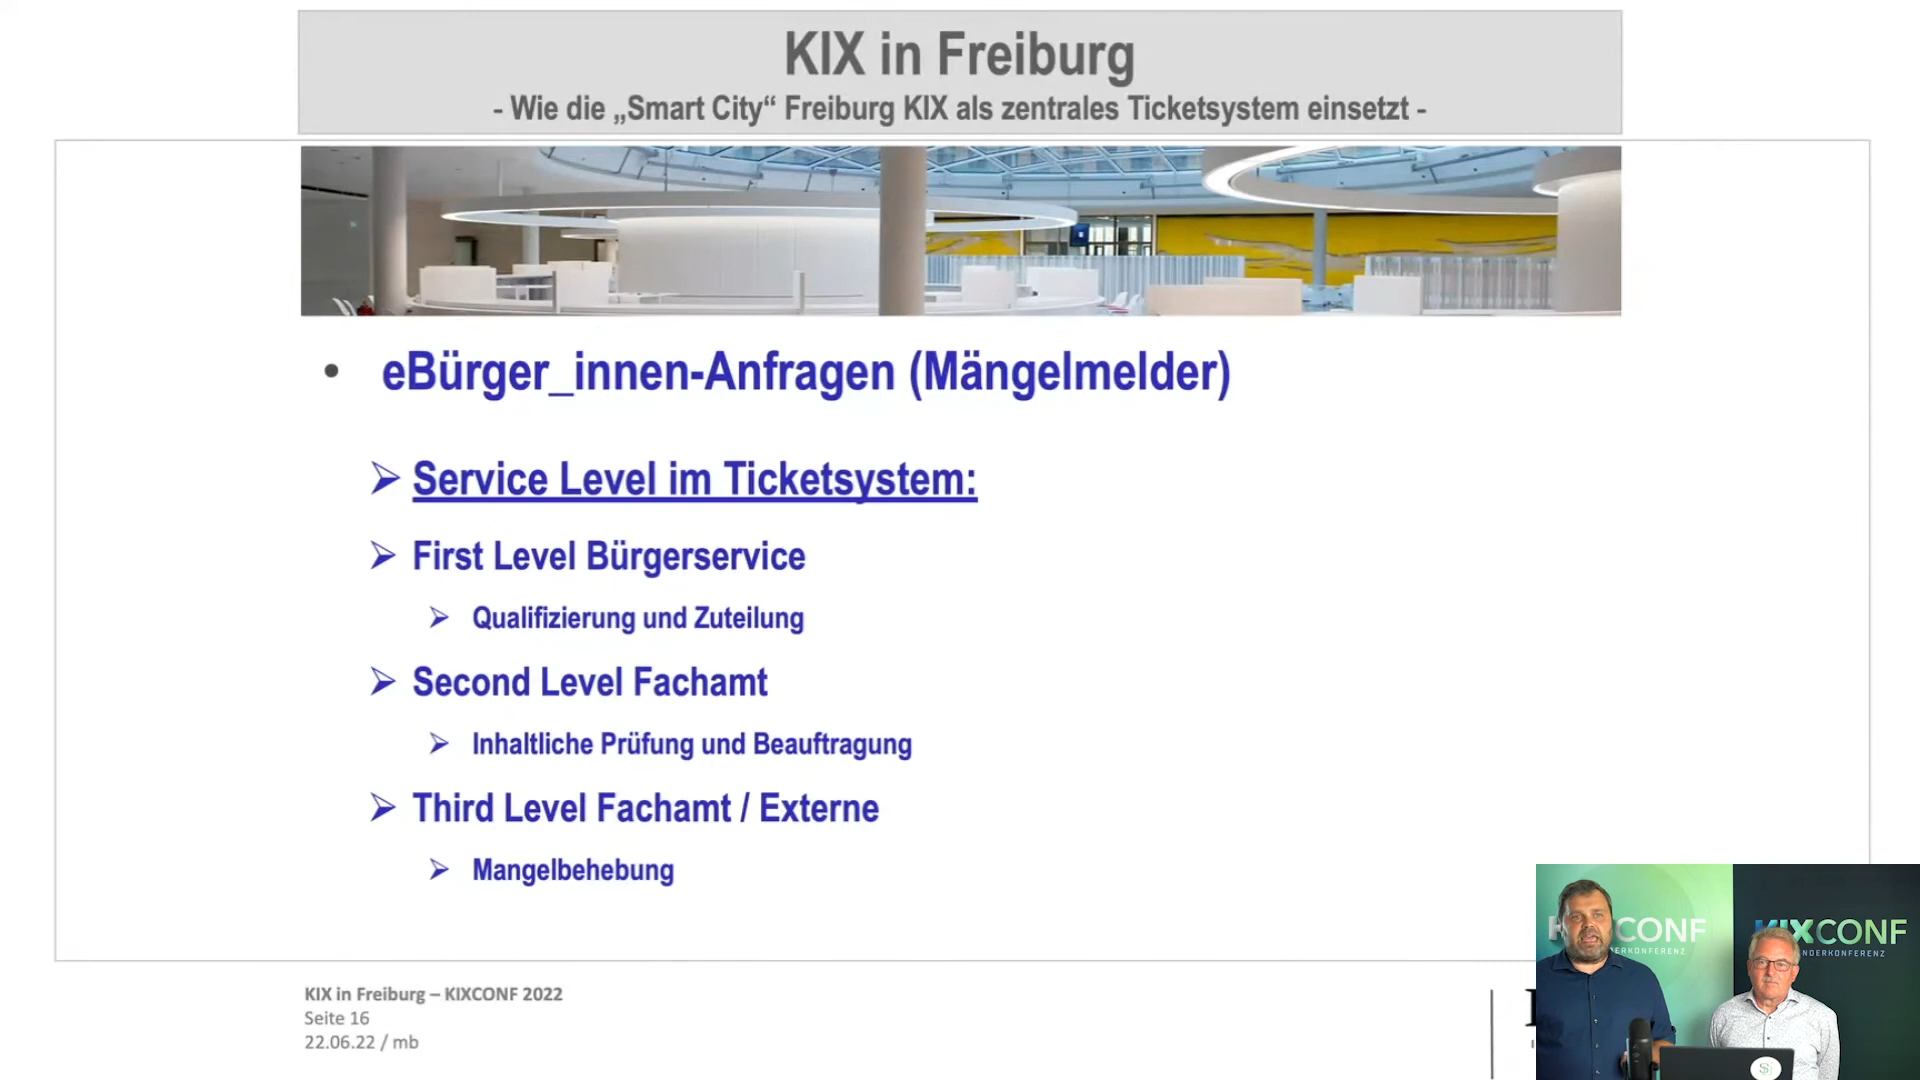 KIX in Freiburg
- Wie die „Smart City“ Freiburg KIX als zentrales Ticketsystem einsetzt -
• eBürger_innen-Anfragen (Mängelmelder)
➢ Service Level im Ticketsystem:
➢ First Level Bürgerservice
➢ Qualifizierung und Zuteilung
➢ Second Level Fachamt
➢ Inhaltliche Prüfung und Beauftragung
➢ Third Level Fachamt / Externe
➢ Mangelbehebung
KIX in Freiburg – KIXCONF 2022
Seite 16
22.06.22 / mb
CONF
KIXCONF